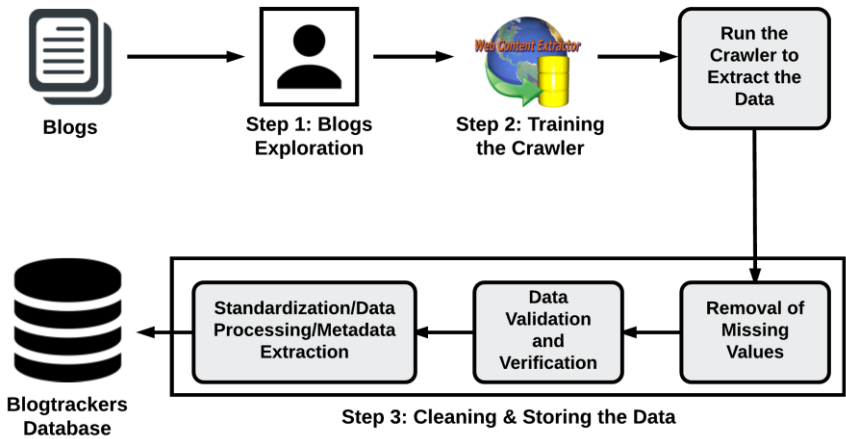 Blogs
Step 1: Blogs
Exploration
Web Content Extractor
Step 2: Training
the Crawler
Run the
Crawler to
Extract the
Data
Removal of
Missing
Values
Data
Validation
and
Verification
Standardization/Data
Processing/Metadata
Extraction
Blogtrackers
Database
Step 3: Cleaning & Storing the Data